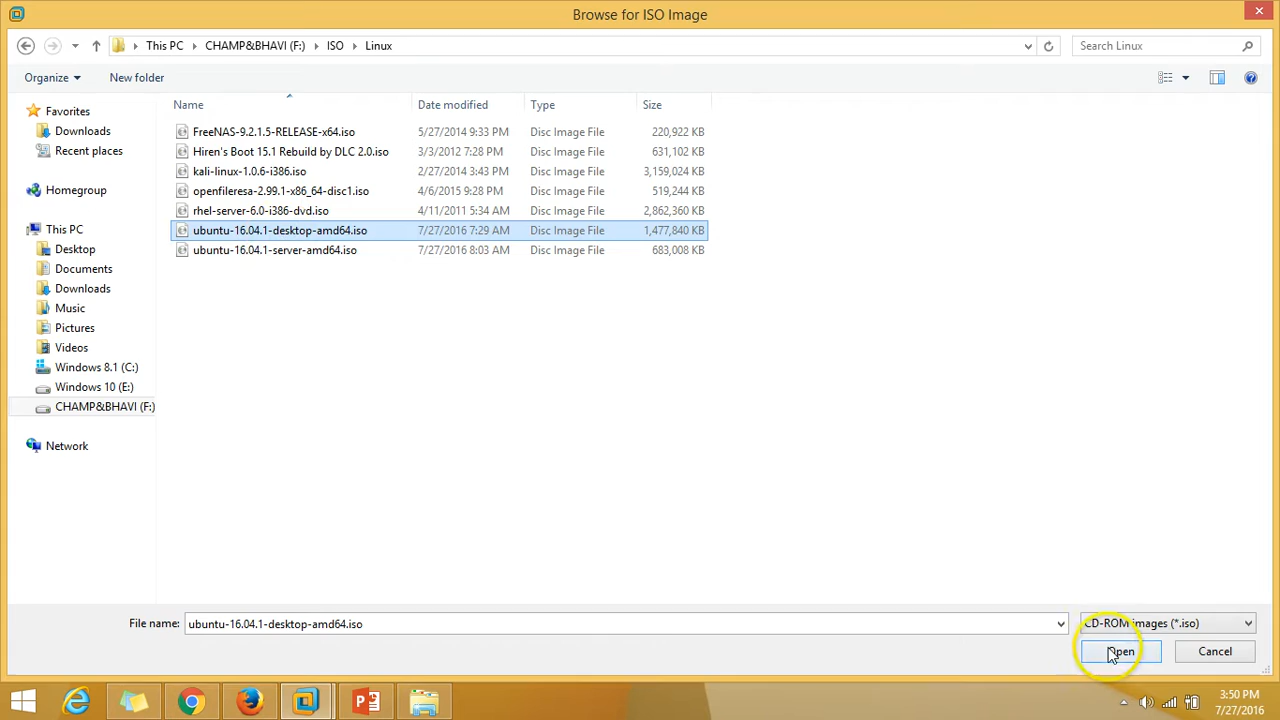 Browse for ISO Image
This PC
CHAMP&BHAVI (F:)
ISO
Linux
Search Linux
Organize
New folder
Name
Date modified
Type
Size
Favorites
Downloads
Recent places
Homegroup
This PC
Desktop
Documents
Downloads
Music
Pictures
Videos
Windows 8.1 (C:)
Windows 10 (E:)
CHAMP&BHAVI (F:)
Network
FreeNAS-9.2.1.5-RELEASE-x64.iso 5/27/2014 9:33 PM Disc Image File 220,922 KB
Hiren's Boot 15.1 Rebuild by DLC 2.0.iso 3/3/2012 7:28 PM Disc Image File 631,102 KB
kali-linux-1.0.6-i386.iso 2/27/2014 3:43 PM Disc Image File 3,159,024 KB
openfileresa-2.99.1-x86_64-disc1.iso 4/6/2015 9:28 PM Disc Image File 519,244 KB
rhel-server-6.0-i386-dvd.iso 4/11/2011 5:34 AM Disc Image File 2,862,360 KB
ubuntu-16.04.1-desktop-amd64.iso 7/27/2016 7:29 AM Disc Image File 1,477,840 KB
ubuntu-16.04.1-server-amd64.iso 7/27/2016 8:03 AM Disc Image File 683,008 KB
File name: ubuntu-16.04.1-desktop-amd64.iso
CD-ROM images (*.iso)
Open
Cancel
3:50 PM
7/27/2016